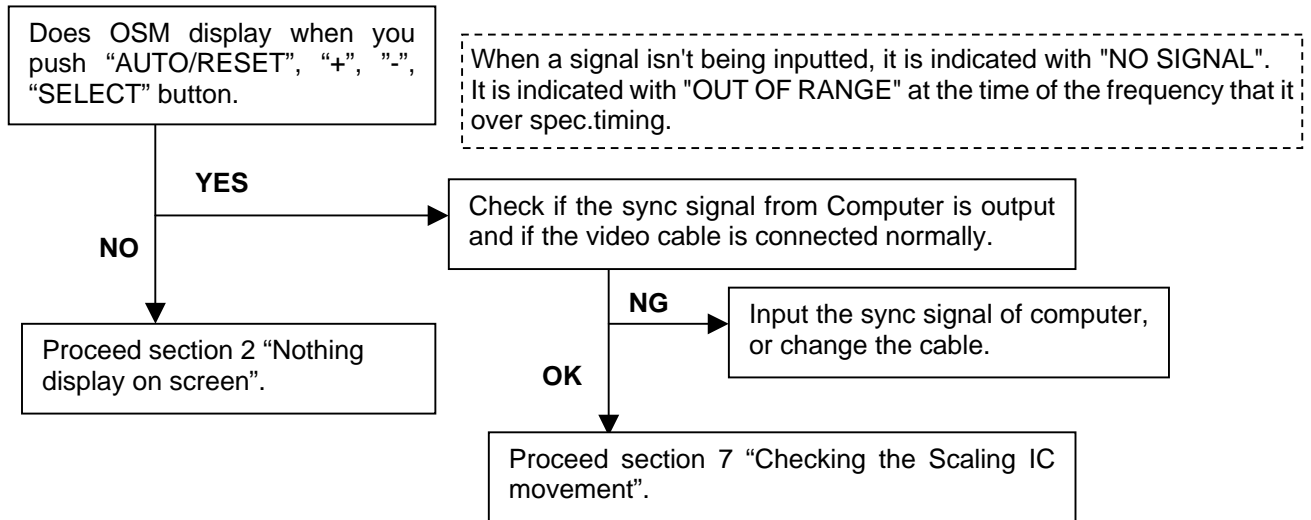 Does OSM display when you
push “AUTO/RESET”, “+”, ”-”,
“SELECT” button.
When a signal isn't being inputted, it is indicated with "NO SIGNAL".
It is indicated with "OUT OF RANGE" at the time of the frequency that it
over spec.timing.
YES
Check if the sync signal from Computer is output
and if the video cable is connected normally.
NO
NG
Input the sync signal of computer,
or change the cable.
Proceed section 2 “Nothing
display on screen”.
OK
Proceed section 7 “Checking the Scaling IC
movement”.